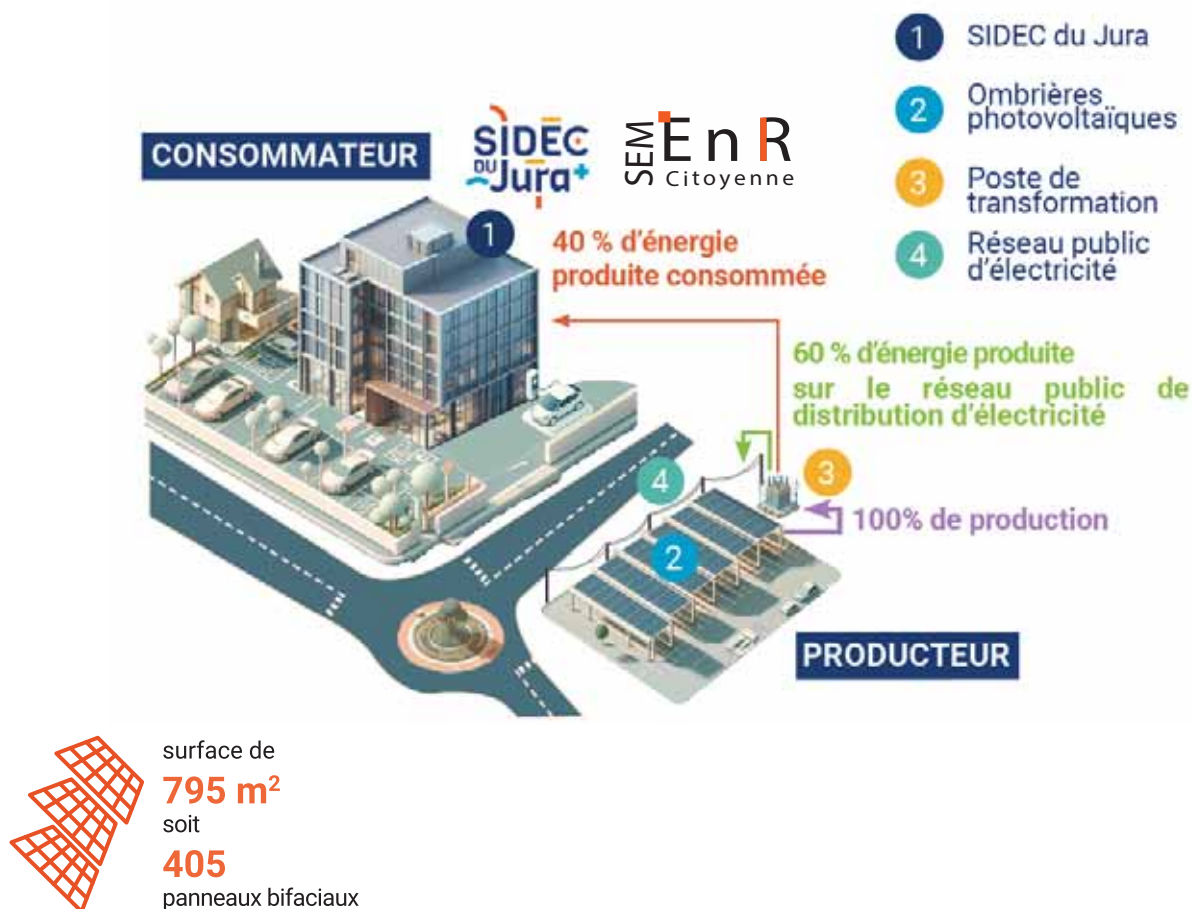 1 SIDEC du Jura
2 Ombrières
photovoltaïques
3 Poste de
transformation
4 Réseau public
d'électricité
CONSOMMATEUR
SIDEC
DU Jura
SEM EnR
Citoyenne
1
40 % d'énergie
produite consommée
60 % d'énergie produite
sur le réseau public de
distribution d'électricité
4
3
100% de production
2
PRODUCTEUR
surface de
795 m²
soit
405
panneaux bifaciaux